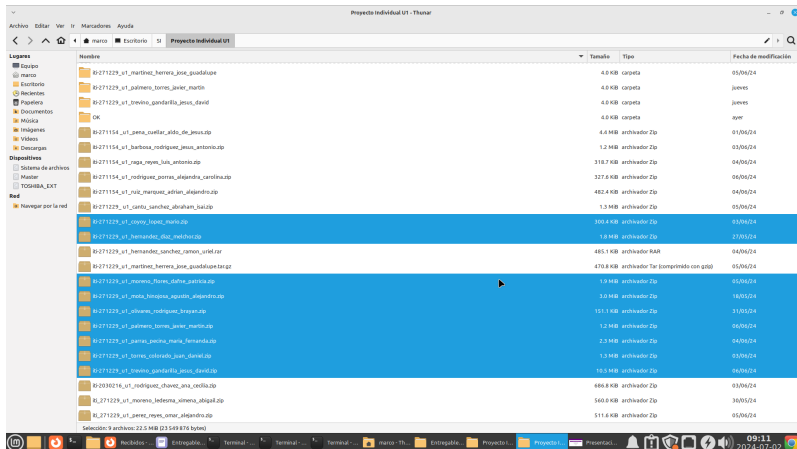 Proyecto Individual U1 - Thunar
Archivo Editar Ver Ir Marcadores Ayuda
marco Escritorio SI Proyecto Individual U1
Lugares
Equipo
marco
Escritorio
Recientes
Papelera
Documentos
Música
Imágenes
Vídeos
Descargas
Dispositivos
Sistema de archivos
Master
TOSHIBA_EXT
Red
Navegar por la red
Nombre Tamaño Tipo Fecha de modificación
iti-271229_u1_martinez_herrera_jose_guadalupe 4.0 KiB carpeta 05/06/24
iti-271229_u1_palmero_torres_javier_martin 4.0 KiB carpeta jueves
iti-271229_u1_trevino_gandarilla_jesus_david 4.0 KiB carpeta jueves
OK 4.0 KiB carpeta ayer
iti-271154_u1_pena_cuellar_aldo_de_jesus.zip 4.4 MiB archivador Zip 01/06/24
iti-271154_u1_barbosa_rodriguez_jesus_antonio.zip 1.2 MiB archivador Zip 03/06/24
iti-271154_u1_raga_reyes_luis_antonio.zip 318.7 KiB archivador Zip 04/06/24
iti-271154_u1_rodriguez_porras_alejandra_carolina.zip 327.6 KiB archivador Zip 06/06/24
iti-271154_u1_ruiz_marquez_adrian_alejandro.zip 482.4 KiB archivador Zip 04/06/24
iti-271229_u1_cantu_sanchez_abraham_isai.zip 1.3 MiB archivador Zip 05/06/24
iti-271229_u1_coyoy_lopez_mario.zip 300.4 KiB archivador Zip 03/06/24
iti-271229_u1_hernandez_diaz_melchor.zip 1.8 MiB archivador Zip 27/05/24
iti-271229_u1_hernandez_sanchez_ramon_uriel.rar 485.1 KiB archivador RAR 04/06/24
iti-271229_u1_martinez_herrera_jose_guadalupe.tar.gz 470.8 KiB archivador Tar (comprimido con gzip) 05/06/24
iti-271229_u1_moreno_flores_dafne_patricia.zip 1.9 MiB archivador Zip 05/06/24
iti-271229_u1_mota_hinojosa_agustin_alejandro.zip 3.0 MiB archivador Zip 18/05/24
iti-271229_u1_olivares_rodriguez_brayan.zip 151.1 KiB archivador Zip 31/05/24
iti-271229_u1_palmero_torres_javier_martin.zip 1.2 MiB archivador Zip 06/06/24
iti-271229_u1_parras_pecina_maria_fernanda.zip 2.3 MiB archivador Zip 04/06/24
iti-271229_u1_torres_colorado_juan_daniel.zip 1.3 MiB archivador Zip 03/06/24
iti-271229_u1_trevino_gandarilla_jesus_david.zip 10.5 MiB archivador Zip 06/06/24
iti-2030216_u1_rodriguez_chavez_ana_cecilia.zip 686.8 KiB archivador Zip 03/06/24
iti_271229_u1_moreno_ledesma_ximena_abigail.zip 560.0 KiB archivador Zip 30/05/24
iti_271229_u1_perez_reyes_omar_alejandro.zip 511.6 KiB archivador Zip 05/06/24
Selección: 9 archivos: 22.5 MiB (23 549 876 bytes)
Recibidos - ... Entregable... Terminal - ... Terminal - ... Terminal - ... marco - Th... Entregable... Proyecto I... Proyecto I... Presentaci... 09:11
2024-07-02